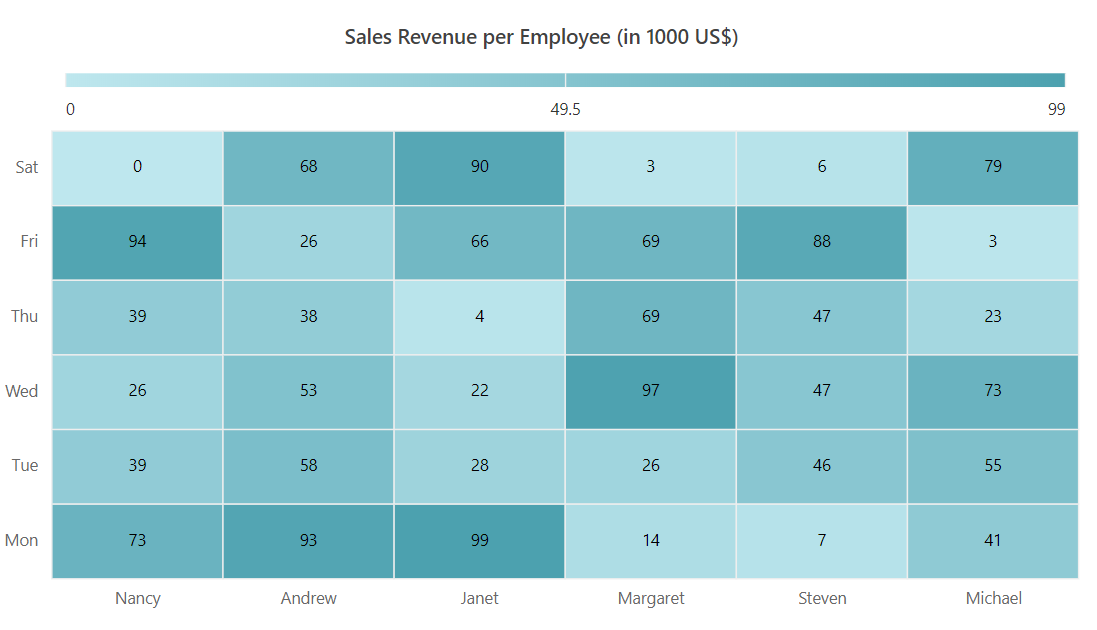 Sales Revenue per Employee (in 1000 US$)
0 49.5 99
Sat 0 68 90 3 6 79
Fri 94 26 66 69 88 3
Thu 39 38 4 69 47 23
Wed 26 53 22 97 47 73
Tue 39 58 28 26 46 55
Mon 73 93 99 14 7 41
Nancy Andrew Janet Margaret Steven Michael